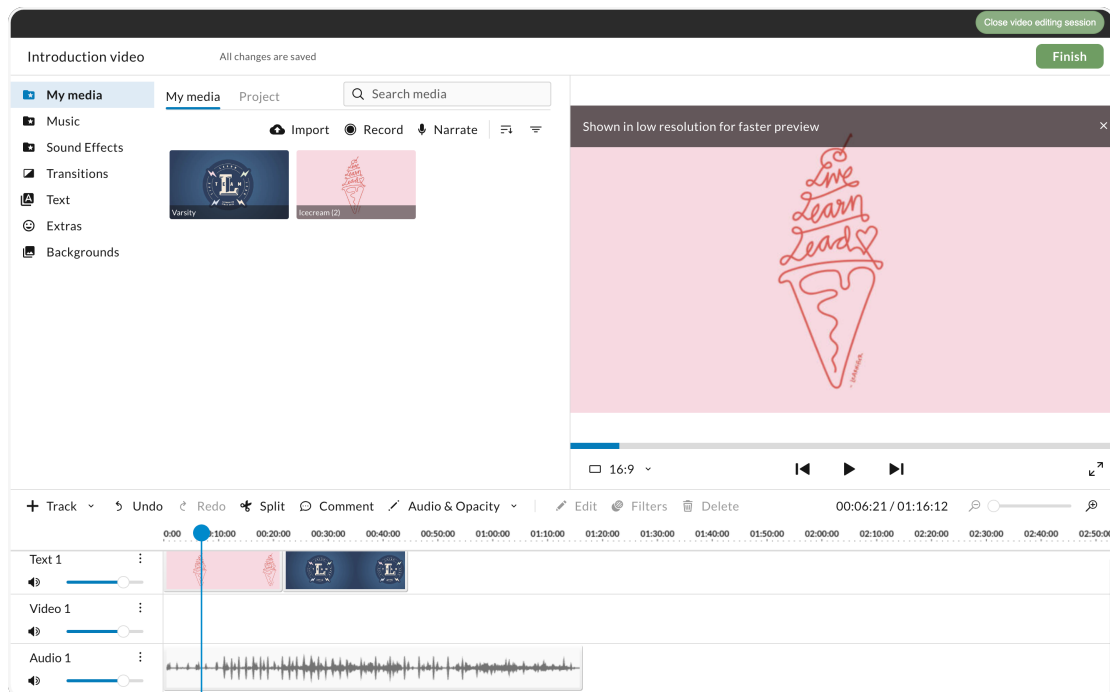 Close video editing session
Introduction video
All changes are saved
Finish
My media
Music
Sound Effects
Transitions
Text
Extras
Backgrounds
My media Project
Search media
Import Record Narrate
Varsity
Icecream (2)
Shown in low resolution for faster preview
Live
Learn
Lead
16:9
Track Undo Redo Split Comment Audio & Opacity Edit Filters Delete 00:06:21 / 01:16:12
0:00 0:10:00 00:20:00 00:30:00 00:40:00 00:50:00 01:00:00 01:10:00 01:20:00 01:30:00 01:40:00 01:50:00 02:00:00 02:10:00 02:20:00 02:30:00 02:40:00 02:50:0
Text 1
Video 1
Audio 1
L
L
L